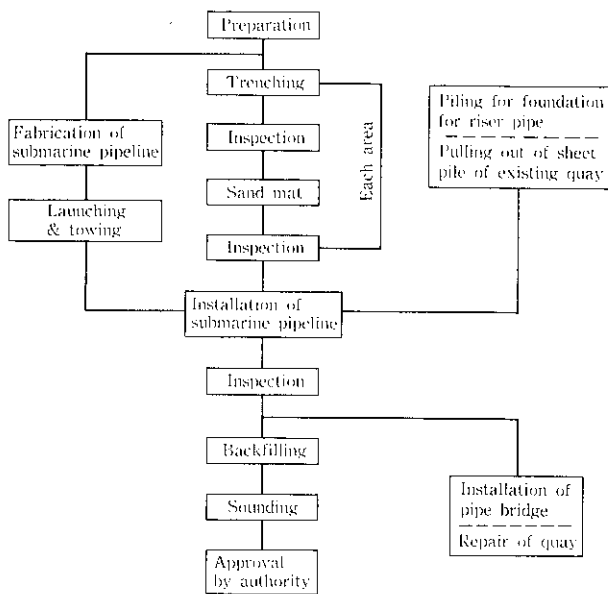 Preparation
Trenching
Inspection
Sand mat
Inspection
Each area
Fabrication of
submarine pipeline
Launching
& towing
Piling for foundation
for riser pipe
Pulling out of sheet
pile of existing quay
Installation of
submarine pipeline
Inspection
Backfilling
Sounding
Approval
by authority
Installation of
pipe bridge
Repair of quay